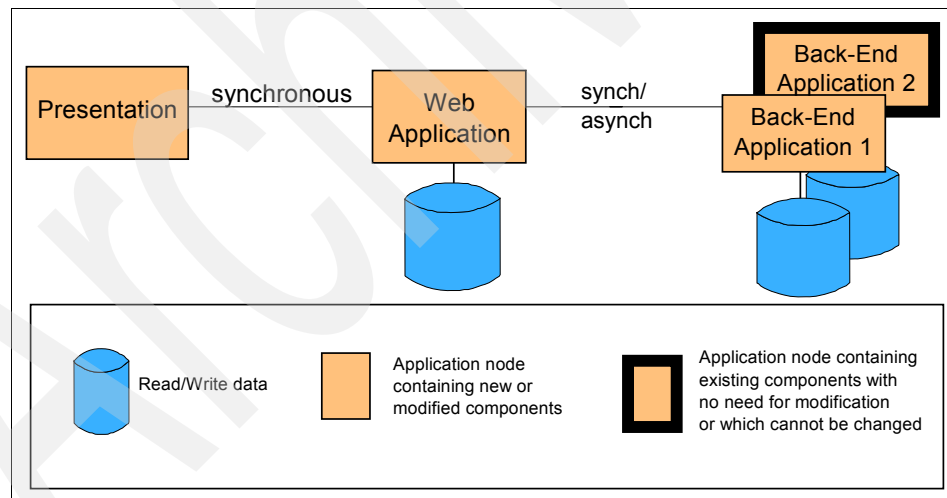 Presentation
synchronous
Web
Application
synch/
asynch
Back-End
Application 2
Back-End
Application 1
Read/Write data
Application node
containing new or
modified components
Application node containing
existing components with
no need for modification
or which cannot be changed